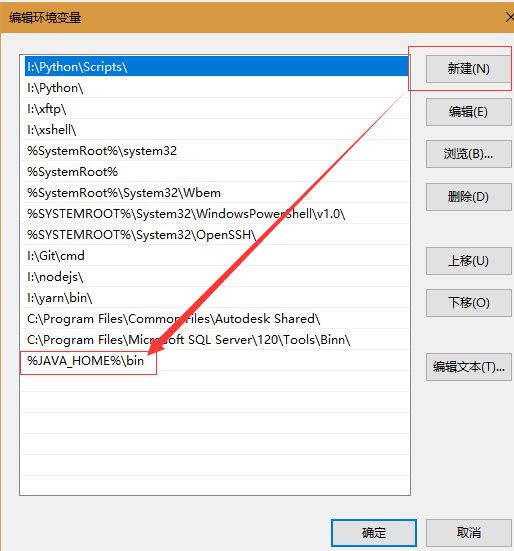 编辑环境变量
I:\Python\Scripts\
新建(N)
I:\Python\
I:\xftp\
编辑(E)
I:\xshell\
%SystemRoot%\system32
浏览(B)...
%SystemRoot%
%SystemRoot%\System32\Wbem
删除(D)
%SYSTEMROOT%\System32\WindowsPowerShell\v1.0\
%SYSTEMROOT%\System32\OpenSSH\
I:\Git\cmd
上移(U)
I:\nodejs\
I:\yarn\bin\
下移(O)
C:\Program Files\Common Files\Autodesk Shared\
C:\Program Files\Microsoft SQL Server\120\Tools\Binn\
%JAVA_HOME%\bin
编辑文本(T)...
确定
取消